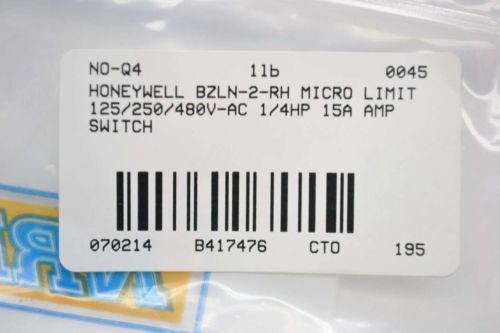 NO-Q4 1lb 0045
HONEYWELL BZLN-2-RH MICRO LIMIT
125/250/480V-AC 1/4HP 15A AMP
SWITCH
070214 B417476 CTO 195